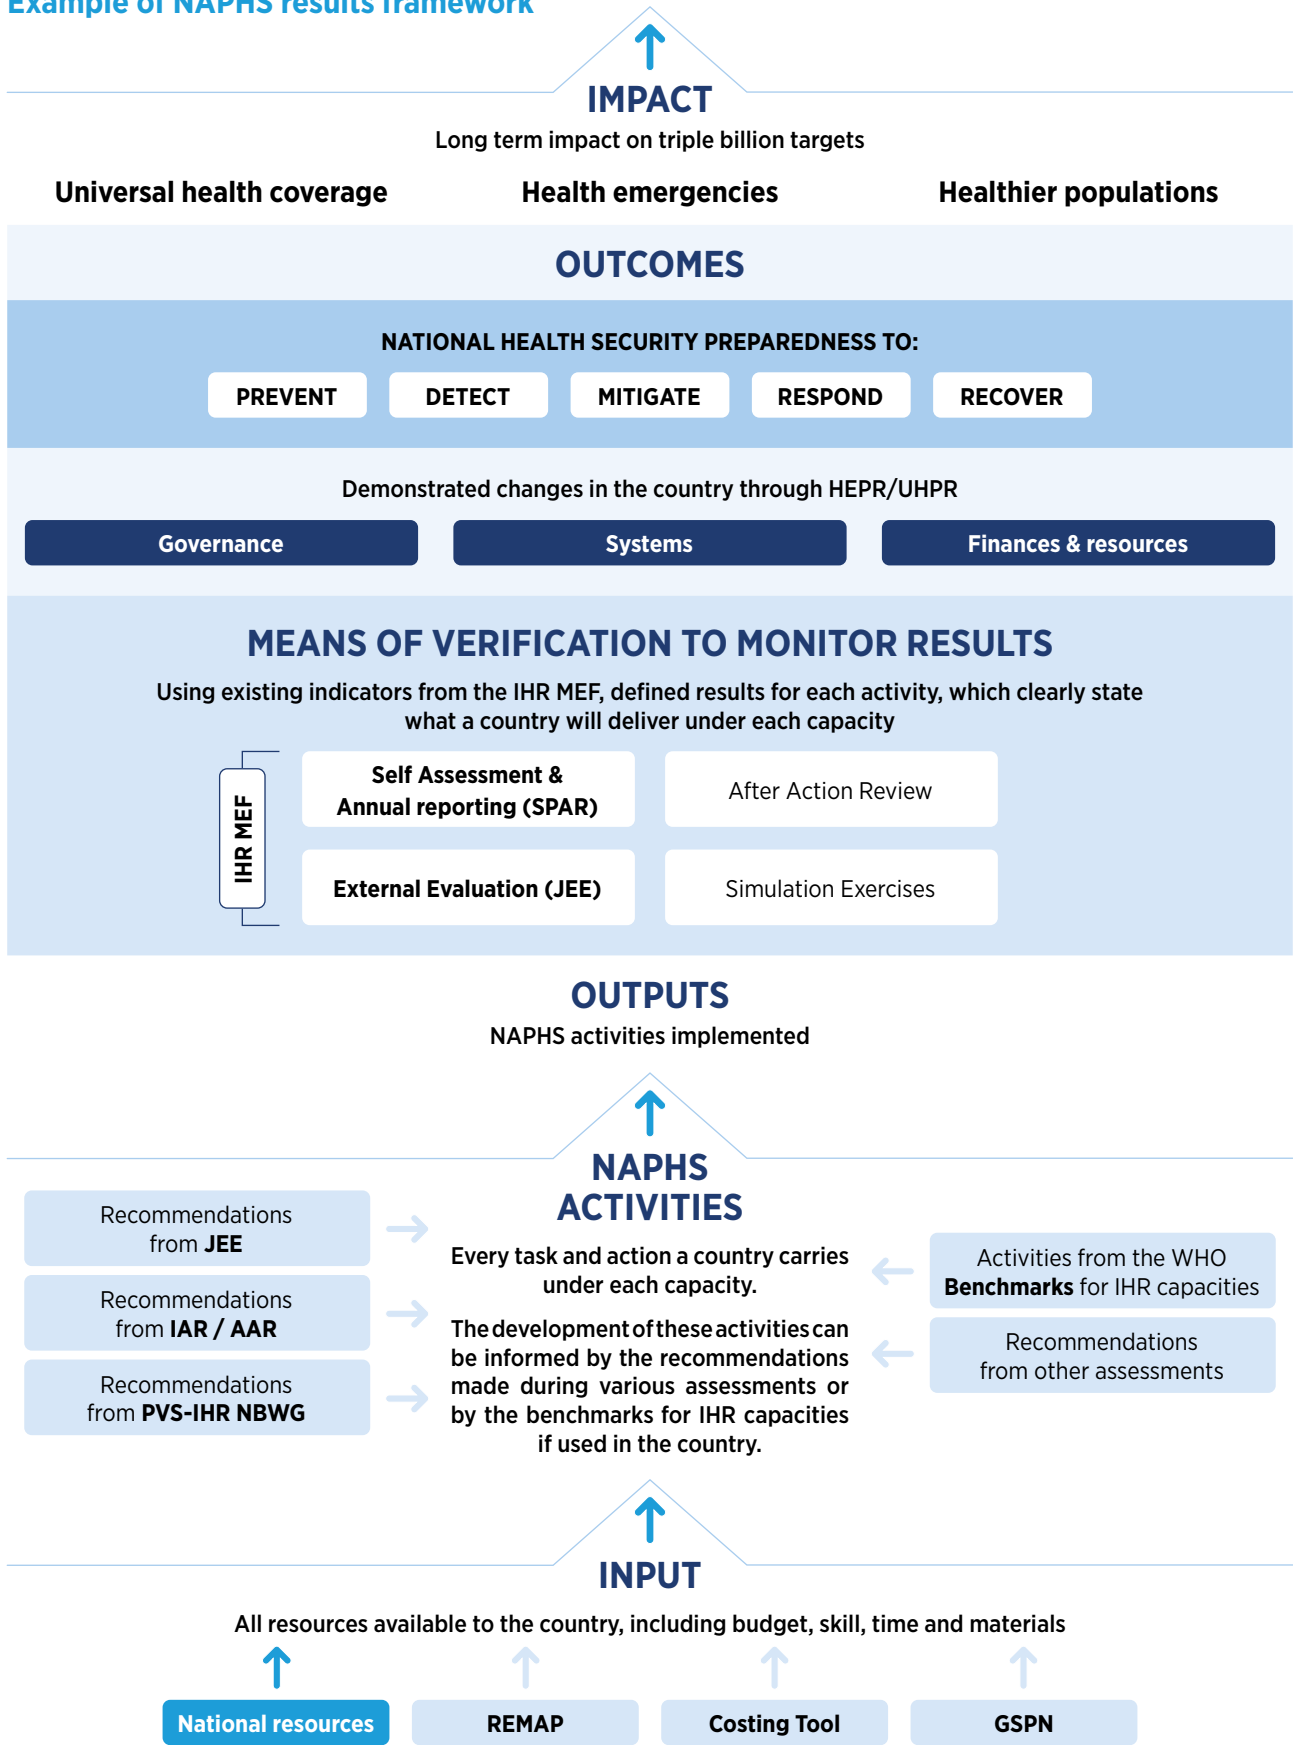 Example of NAPHS results framework
IMPACT
Long term impact on triple billion targets
Universal health coverage
Health emergencies
Healthier populations
OUTCOMES
NATIONAL HEALTH SECURITY PREPAREDNESS TO:
PREVENT
DETECT
MITIGATE
RESPOND
RECOVER
Demonstrated changes in the country through HEPR/UHPR
Governance
Systems
Finances & resources
MEANS OF VERIFICATION TO MONITOR RESULTS
Using existing indicators from the IHR MEF, defined results for each activity, which clearly state
what a country will deliver under each capacity
IHR MEF
Self Assessment &
Annual reporting (SPAR)
After Action Review
External Evaluation (JEE)
Simulation Exercises
OUTPUTS
NAPHS activities implemented
NAPHS
ACTIVITIES
Recommendations
from JEE
Recommendations
from IAR / AAR
Recommendations
from PVS-IHR NBWG
Every task and action a country carries
under each capacity.
The development of these activities can
be informed by the recommendations
made during various assessments or
by the benchmarks for IHR capacities
if used in the country.
Activities from the WHO
Benchmarks for IHR capacities
Recommendations
from other assessments
INPUT
All resources available to the country, including budget, skill, time and materials
National resources
REMAP
Costing Tool
GSPN